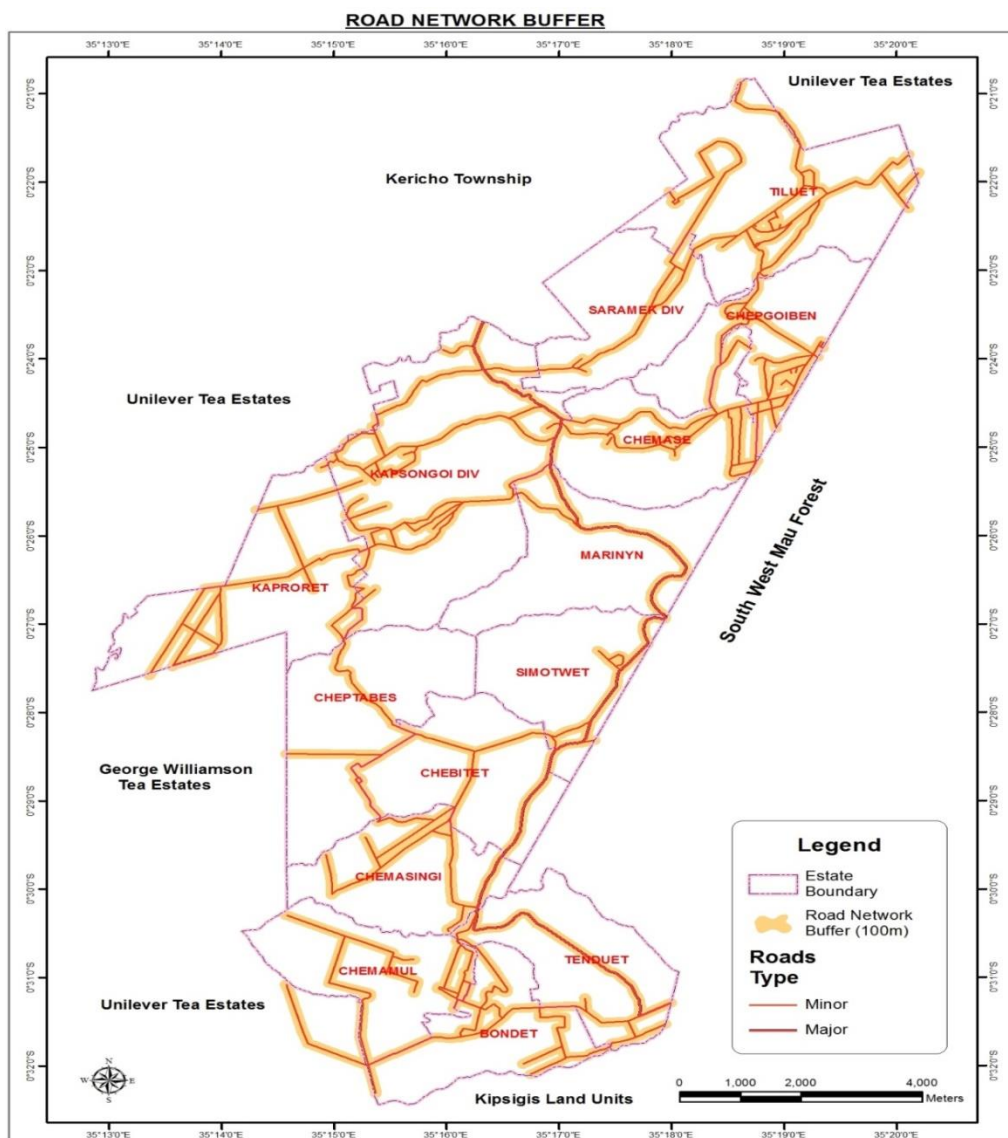 ROAD NETWORK BUFFER
35°13'0"E 35°14'0"E 35°15'0"E 35°16'0"E 35°17'0"E 35°18'0"E 35°19'0"E 35°20'0"E
Unilever Tea Estates
0°21'0"S 0°21'0"S
Kericho Township
TILUET
0°22'0"S 0°22'0"S
0°23'0"S 0°23'0"S
SARAMEK DIV
CHEPGOIBEN
0°24'0"S 0°24'0"S
Unilever Tea Estates
CHEMASE
0°25'0"S 0°25'0"S
KAPSONGOI DIV
South West Mau Forest
0°26'0"S 0°26'0"S
MARINYN
KAPRORET
0°27'0"S 0°27'0"S
SIMOTWET
CHEPTABES
0°28'0"S 0°28'0"S
George Williamson
Tea Estates
CHEBITET
0°29'0"S 0°29'0"S
CHEMASINGI
0°30'0"S 0°30'0"S
TENDUET
CHEMAMUL
0°31'0"S 0°31'0"S
Unilever Tea Estates
BONDET
0°32'0"S 0°32'0"S
Kipsigis Land Units
Legend
Estate
Boundary
Road Network
Buffer (100m)
Roads
Type
Minor
Major
N
W E
S
0 1,000 2,000 4,000
Meters
35°13'0"E 35°14'0"E 35°15'0"E 35°16'0"E 35°17'0"E 35°18'0"E 35°19'0"E 35°20'0"E